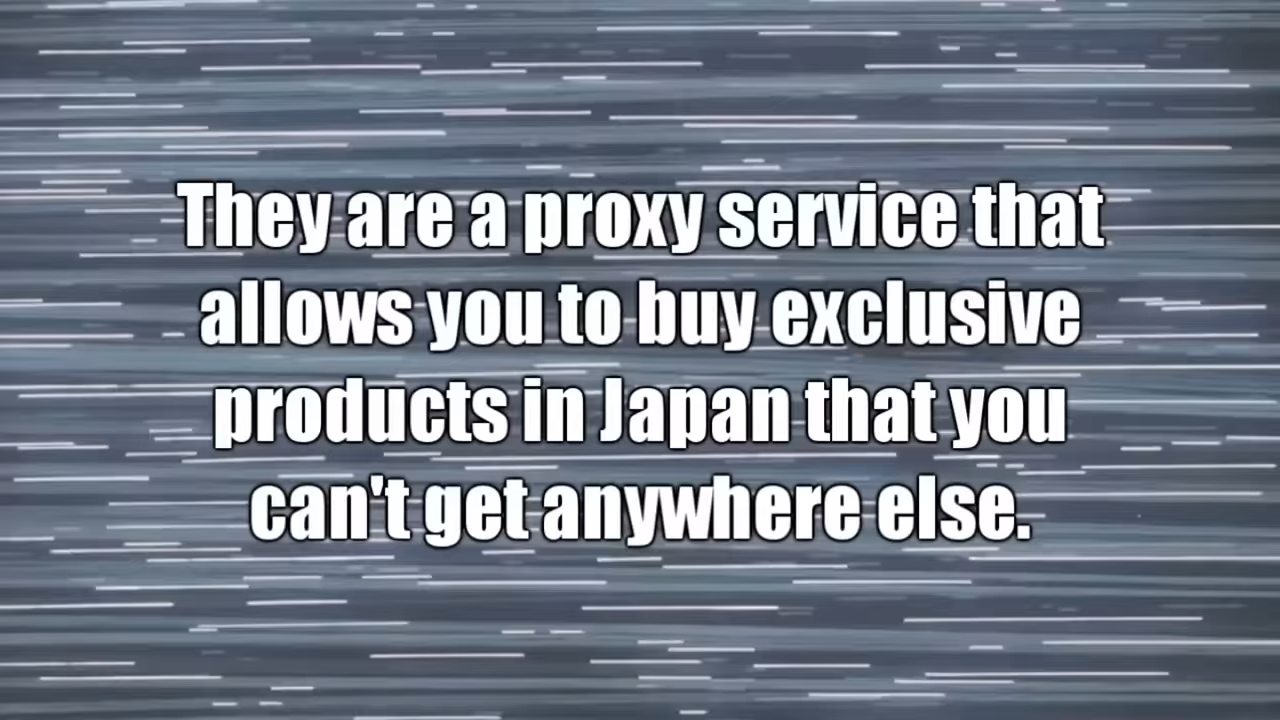 They are a proxy service that
allows you to buy exclusive
products in Japan that you
can't get anywhere else.